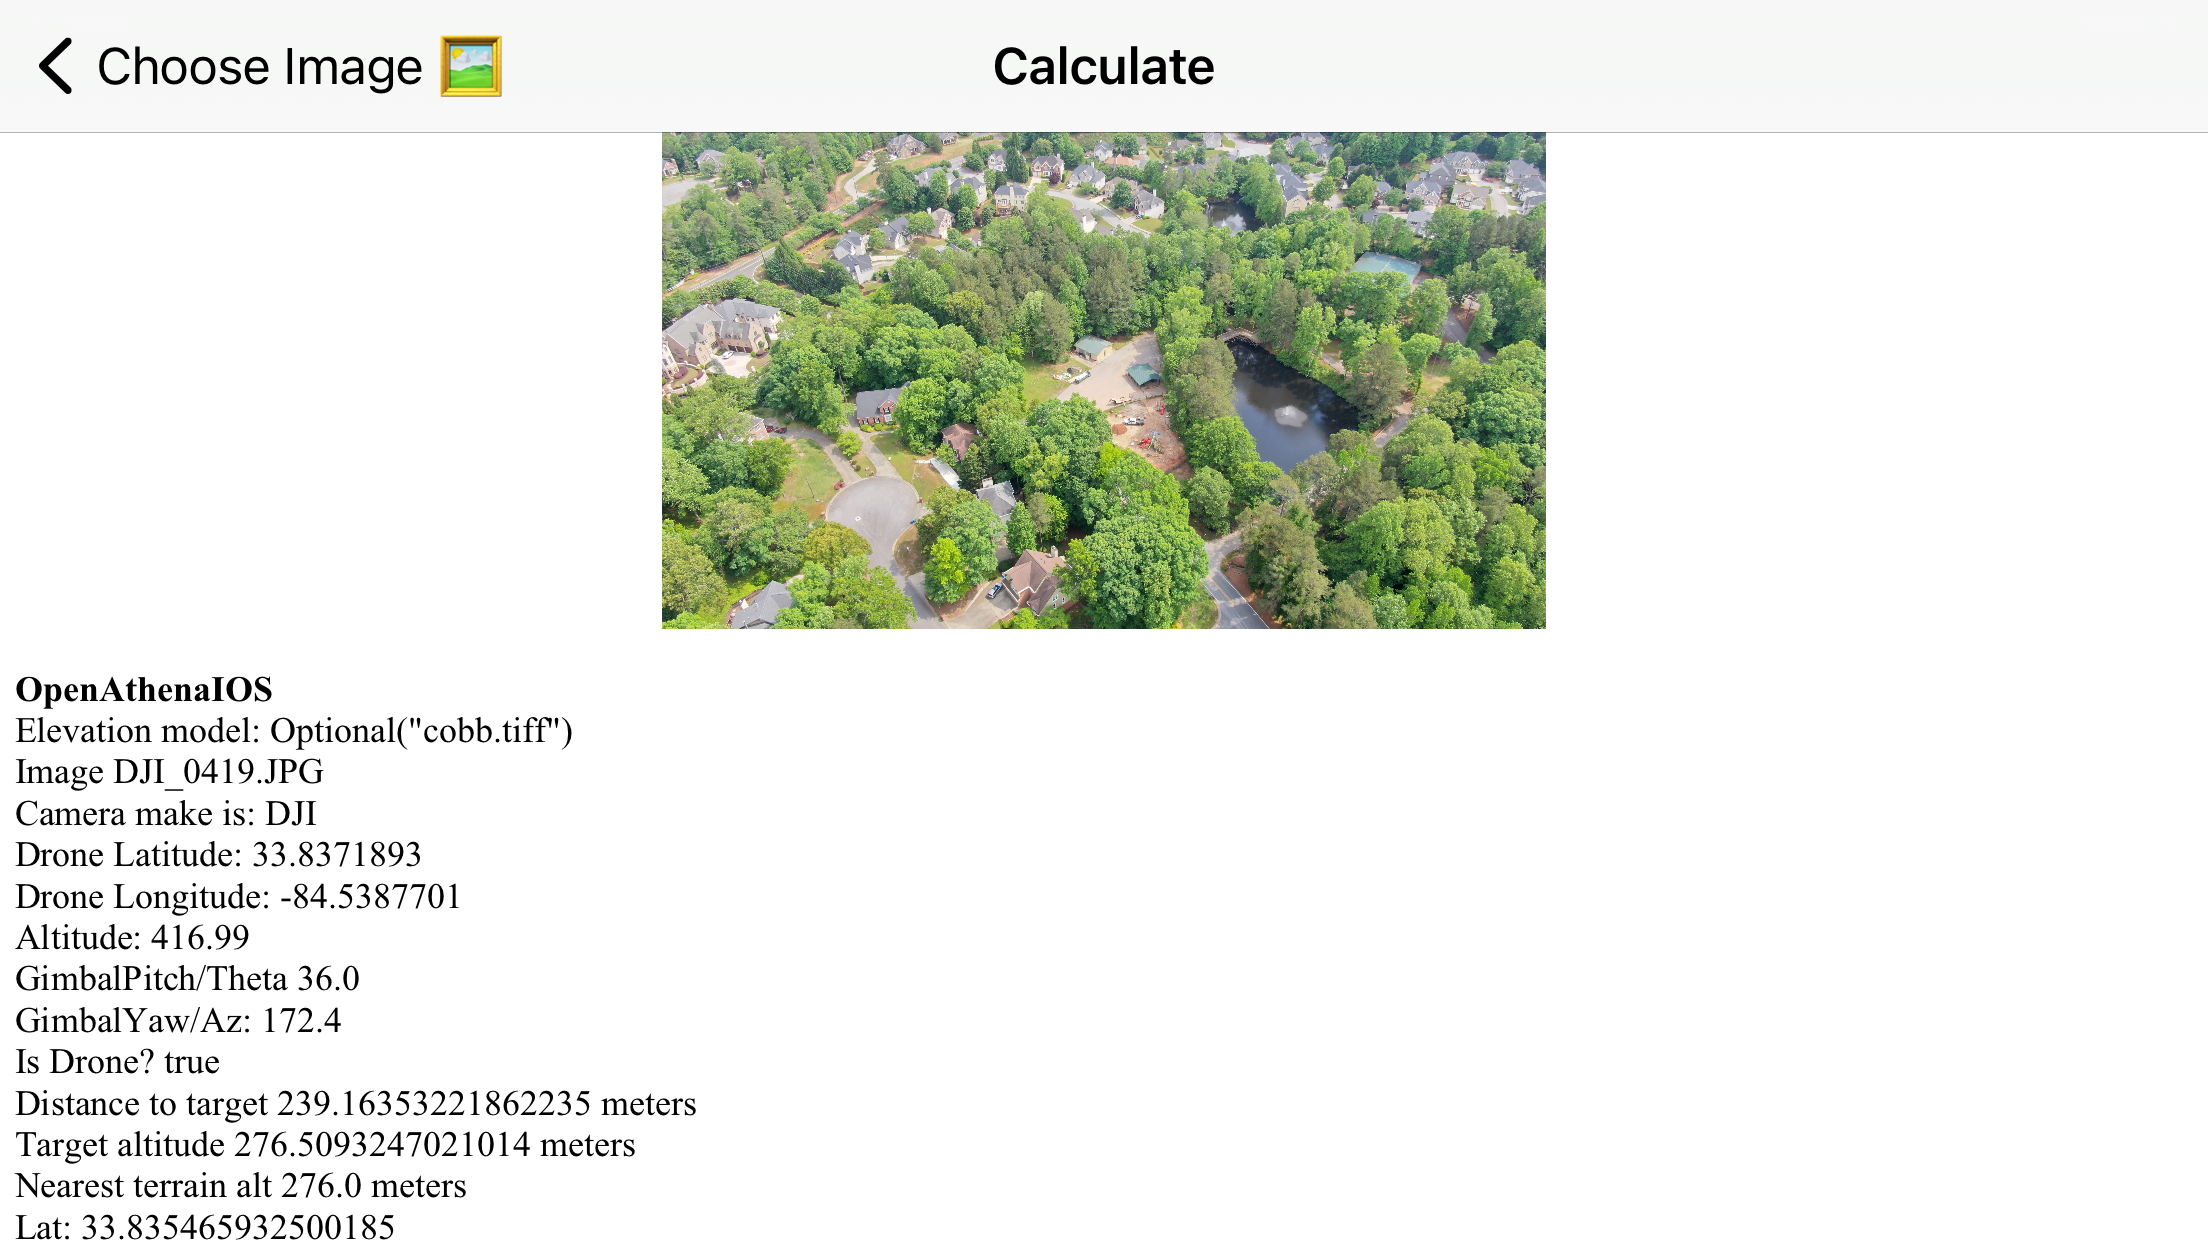 Choose Image
Calculate
OpenAthenaIOS
Elevation model: Optional("cobb.tiff")
Image DJI_0419.JPG
Camera make is: DJI
Drone Latitude: 33.8371893
Drone Longitude: -84.5387701
Altitude: 416.99
GimbalPitch/Theta 36.0
GimbalYaw/Az: 172.4
Is Drone? true
Distance to target 239.16353221862235 meters
Target altitude 276.5093247021014 meters
Nearest terrain alt 276.0 meters
Lat: 33.835465932500185